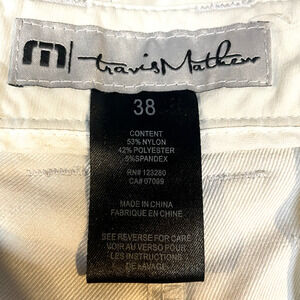 m travisMathew
38
CONTENT
53% NYLON
42% POLYESTER
5%SPANDEX
RN# 123280
CA# 07099
MADE IN CHINA
FABRIQUE EN CHINE
SEE REVERSE FOR CARE
VOIR AU VERSO POUR
LES INSTRUCTIONS
DE LAVAGE.